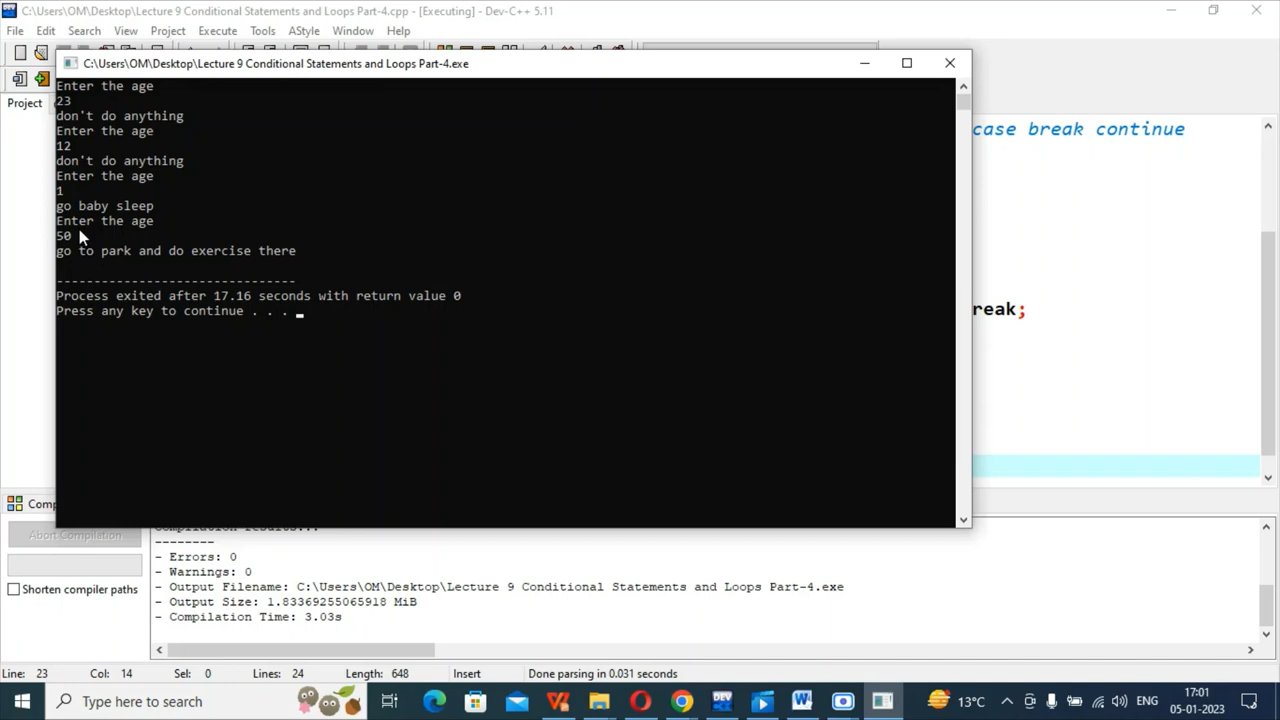 C:\Users\OM\Desktop\Lecture 9 Conditional Statements and Loops Part-4.cpp - [Executing] - Dev-C++ 5.11
File Edit Search View Project Execute Tools AStyle Window Help
C:\Users\OM\Desktop\Lecture 9 Conditional Statements and Loops Part-4.exe
Project
Enter the age
23
don't do anything
Enter the age
12
don't do anything
Enter the age
1
go baby sleep
Enter the age
50
go to park and do exercise there
--------------------------------
Process exited after 17.16 seconds with return value 0
Press any key to continue . . . _
case break continue
reak;
Comp
Abort Compilation
Shorten compiler paths
Compilation results...
--------
- Errors: 0
- Warnings: 0
- Output Filename: C:\Users\OM\Desktop\Lecture 9 Conditional Statements and Loops Part-4.exe
- Output Size: 1.83369255065918 MiB
- Compilation Time: 3.03s
Line: 23 Col: 14 Sel: 0 Lines: 24 Length: 648 Insert Done parsing in 0.031 seconds
Type here to search
DEV
13°C
ENG
17:01
05-01-2023